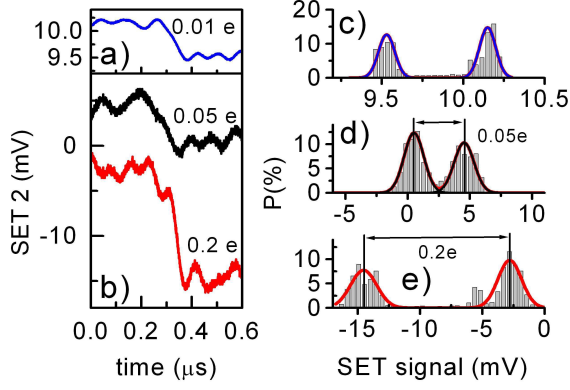 10.0
9.5
a)
0.01 e
SET 2 (mV)
0
-10
0.05 e
0.2 e
b)
0.0 0.2 0.4 0.6
time (μs)
c)
20
10
0
9.5 10.0 10.5
d)
10
5
0
0.05e
-5 0 5 10
P(%)
e)
10
5
0
0.2e
-15 -10 -5 0
SET signal (mV)